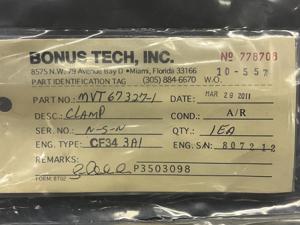 BONUS TECH, INC.
Nº 778708
8575 N.W. 79 Avenue Bay D • Miami, Florida 33166
10-557
PART IDENTIFICATION TAG (305) 884-6670 W.O.
PART NO.: MVT67327-1 DATE: MAR 29 2011
DESC.: CLAMP COND.: A/R
SER. NO.: N-S-N QTY.: 1EA
ENG. TYPE: CF34 3A1 ENG. S/N: 807212
REMARKS:
P3503098
FORM: BT02